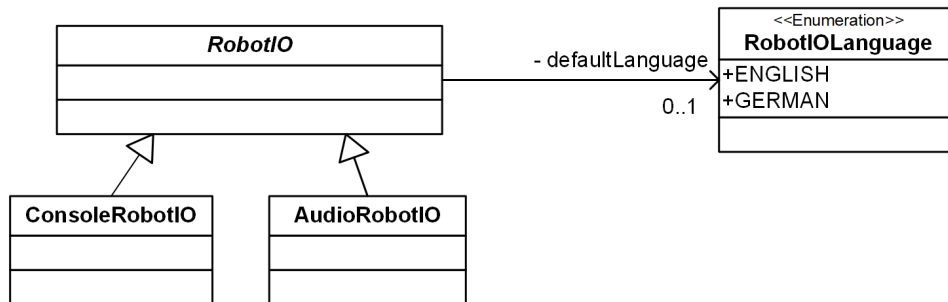 RobotIO
<<Enumeration>>
RobotIOLanguage
- defaultLanguage
+ENGLISH
0..1
+GERMAN
ConsoleRobotIO
AudioRobotIO